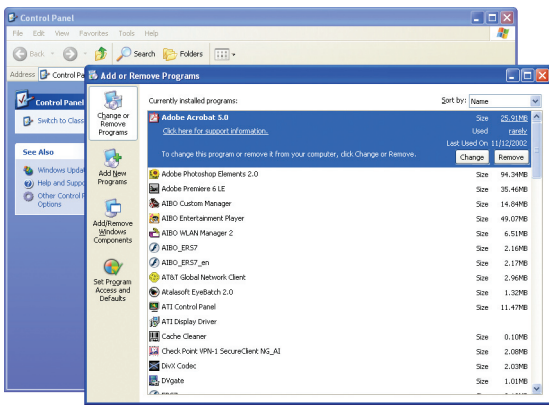 Control Panel
File Edit View Favorites Tools Help
Back Search Folders
Address Control Pa
Control Panel
Switch to Class
See Also
Windows Updat
Help and Suppo
Other Control P
Options
Add or Remove Programs
Change or
Remove
Programs
Add New
Programs
Add/Remove
Windows
Components
Set Program
Access and
Defaults
Currently installed programs: Sort by: Name
Adobe Acrobat 5.0 Size 25.91MB
Click here for support information. Used rarely
Last Used On 11/12/2002
To change this program or remove it from your computer, click Change or Remove. Change Remove
Adobe Photoshop Elements 2.0 Size 94.34MB
Adobe Premiere 6 LE Size 35.46MB
AIBO Custom Manager Size 14.84MB
AIBO Entertainment Player Size 49.07MB
AIBO WLAN Manager 2 Size 6.51MB
AIBO_ERS7 Size 2.16MB
AIBO_ERS7_en Size 2.17MB
AT&T Global Network Client Size 2.96MB
Atalasoft EyeBatch 2.0 Size 1.32MB
ATI Control Panel Size 11.47MB
ATI Display Driver
Cache Cleaner Size 0.10MB
Check Point VPN-1 SecureClient NG_AI Size 2.08MB
DivX Codec Size 2.03MB
DVgate Size 1.01MB